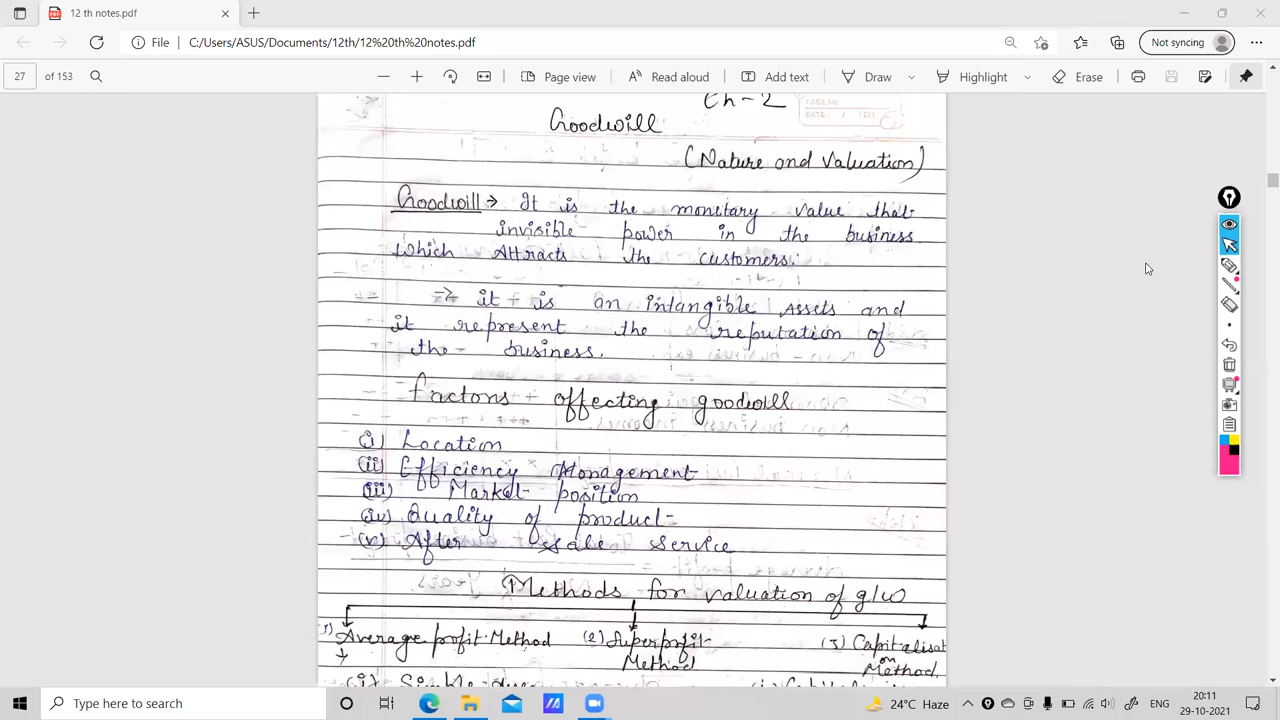 12 th notes.pdf
File C:/Users/ASUS/Documents/12th/12%20th%20notes.pdf
Not syncing
27 of 153
Page view
Read aloud
Add text
Draw
Highlight
Erase
Ch-2
PAGE No
DATE
Goodwill
(Nature and Valuation)
Goodwill → It is the monetary value that
invisible power in the business
which Attracts the customers.
⇒ it is an intangible Assets and
it represent the reputation of
the business.
factors affecting goodwill
(i) Location
(ii) Efficiency Management
(iii) Market position
(iv) Quality of product
(v) After sale service
Methods for valuation of g/w
1) Average profit Method (2) Superprofit Method (3) Capitalisation Method.
Type here to search
24°C Haze
ENG
20:11
29-10-2021